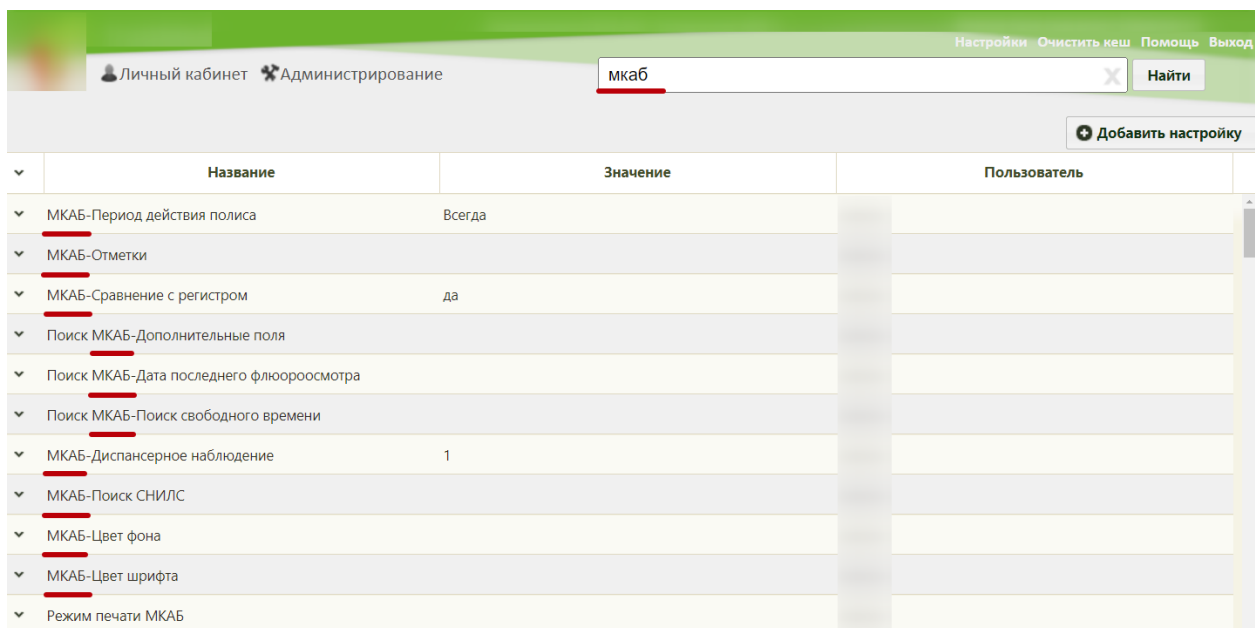 Настройки Очистить кеш Помощь Выход
Личный кабинет Администрирование
мкаб X Найти
Добавить настройку
Название Значение Пользователь
МКАБ-Период действия полиса Всегда
МКАБ-Отметки
МКАБ-Сравнение с регистром да
Поиск МКАБ-Дополнительные поля
Поиск МКАБ-Дата последнего флюороосмотра
Поиск МКАБ-Поиск свободного времени
МКАБ-Диспансерное наблюдение 1
МКАБ-Поиск СНИЛС
МКАБ-Цвет фона
МКАБ-Цвет шрифта
Режим печати МКАБ